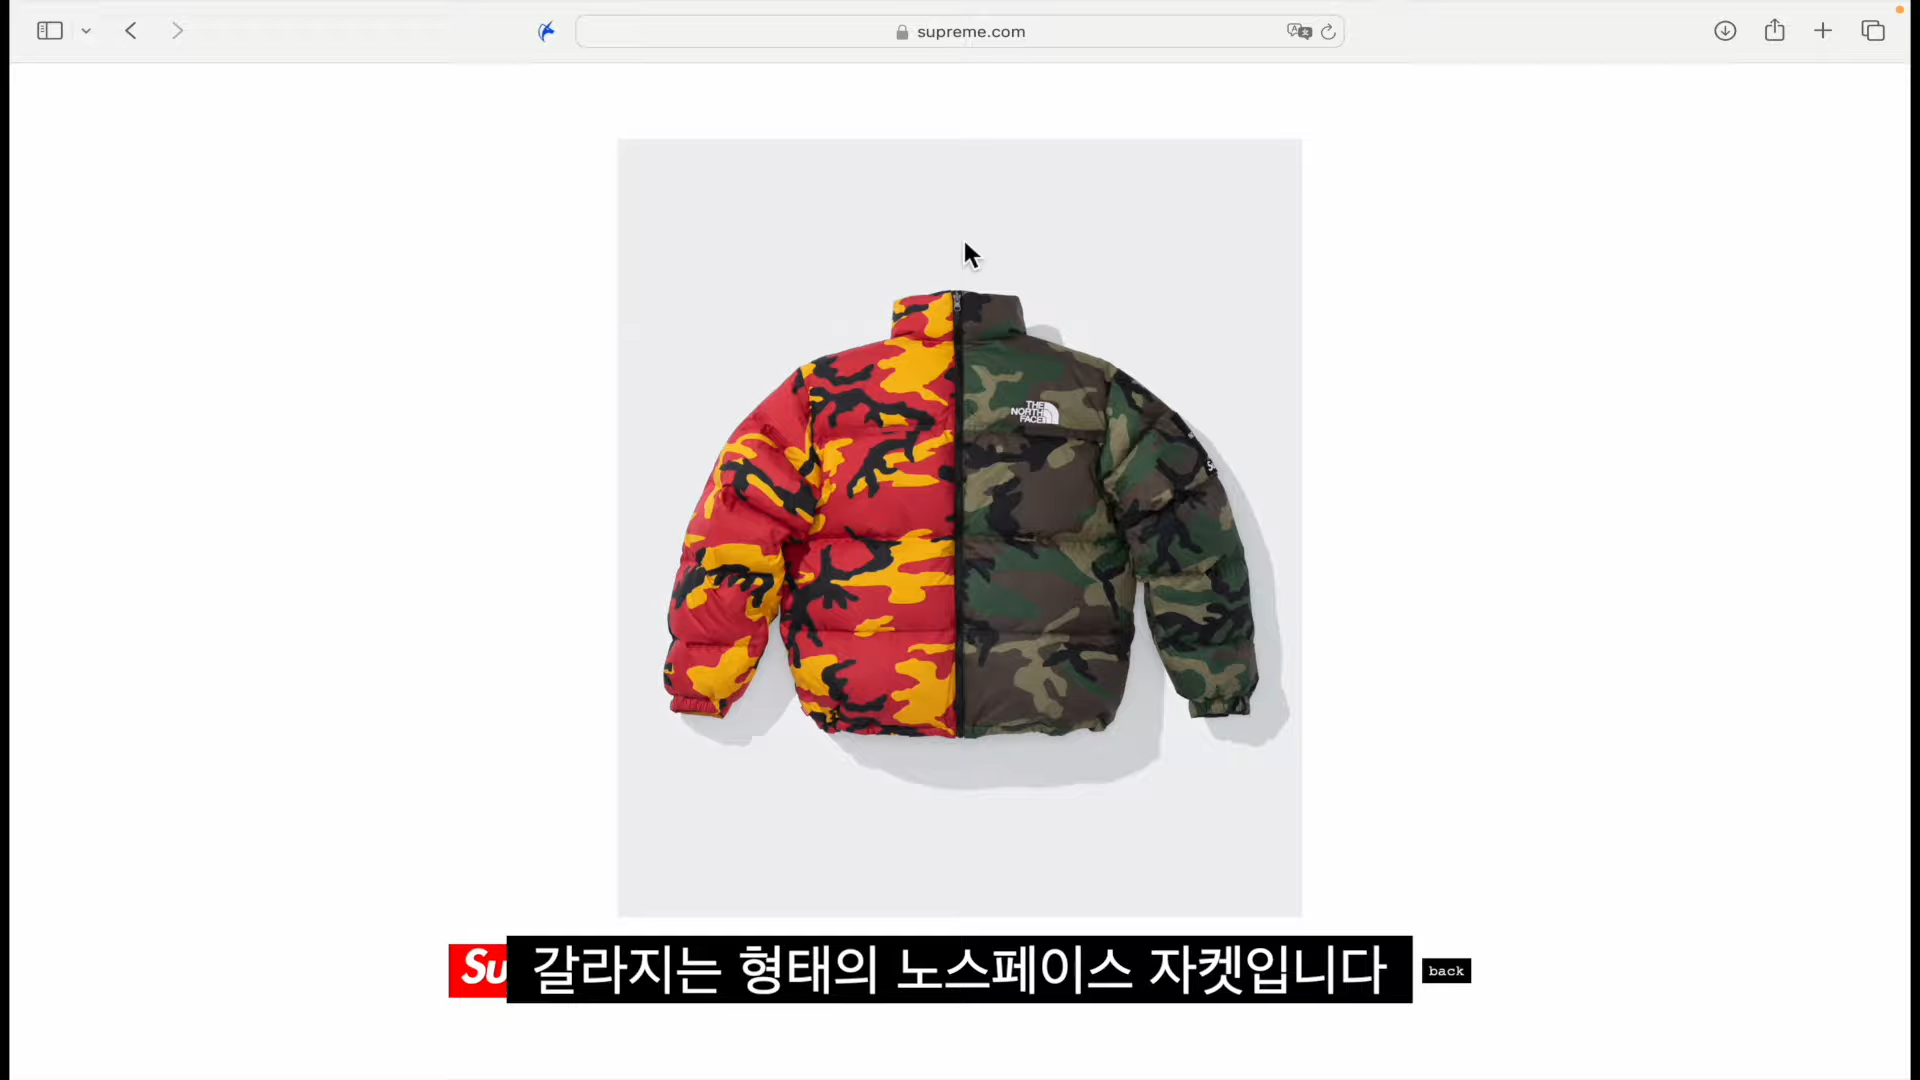 supreme.com
THE
NORTH
FACE
Su
갈라지는 형태의 노스페이스 자켓입니다
back